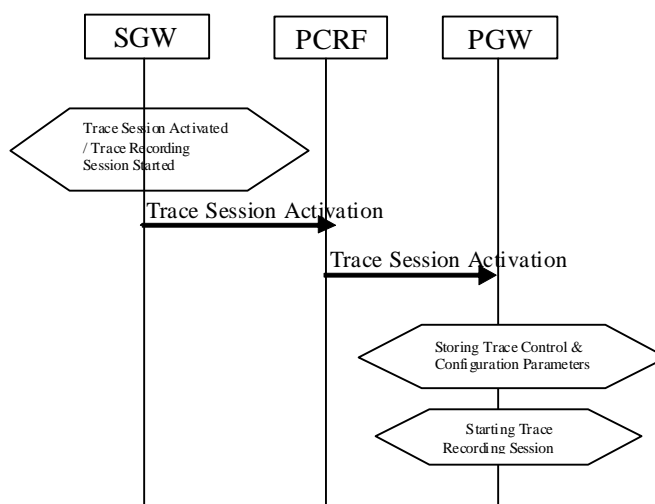 SGW
PCRF
PGW
Trace Session Activated
/ Trace Recording
Session Started
Trace Session Activation
Trace Session Activation
Storing Trace Control &
Configuration Parameters
Starting Trace
Recording Session